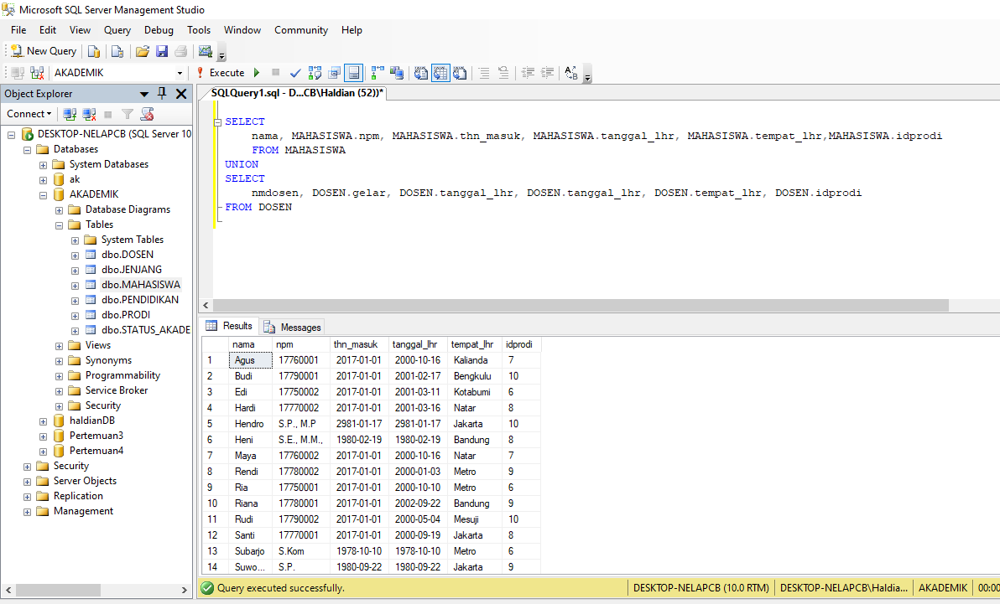 Microsoft SQL Server Management Studio
File Edit View Query Debug Tools Window Community Help
New Query
AKADEMIK Execute
Object Explorer
Connect
DESKTOP-NELAPCB (SQL Server 10
Databases
System Databases
ak
AKADEMIK
Database Diagrams
Tables
System Tables
dbo.DOSEN
dbo.JENJANG
dbo.MAHASISWA
dbo.PENDIDIKAN
dbo.PRODI
dbo.STATUS_AKADE
Views
Synonyms
Programmability
Service Broker
Security
haldianDB
Pertemuan3
Pertemuan4
Security
Server Objects
Replication
Management
SQLQuery1.sql - D...CB\Haldian (52))*
SELECT
nama, MAHASISWA.npm, MAHASISWA.thn_masuk, MAHASISWA.tanggal_lhr, MAHASISWA.tempat_lhr,MAHASISWA.idprodi
FROM MAHASISWA
UNION
SELECT
nmdosen, DOSEN.gelar, DOSEN.tanggal_lhr, DOSEN.tanggal_lhr, DOSEN.tempat_lhr, DOSEN.idprodi
FROM DOSEN
Results Messages
nama npm thn_masuk tanggal_lhr tempat_lhr idprodi
1 Agus 17760001 2017-01-01 2000-10-16 Kalianda 7
2 Budi 17790001 2017-01-01 2001-02-17 Bengkulu 10
3 Edi 17750002 2017-01-01 2001-03-11 Kotabumi 6
4 Hardi 17770002 2017-01-01 2001-03-16 Natar 8
5 Hendro S.P., M.P 2981-01-17 2981-01-17 Jakarta 10
6 Heni S.E., M.M., 1980-02-19 1980-02-19 Bandung 8
7 Maya 17760002 2017-01-01 2000-10-16 Natar 7
8 Rendi 17780002 2017-01-01 2000-01-03 Metro 9
9 Ria 17750001 2017-01-01 2000-10-10 Metro 6
10 Riana 17780001 2017-01-01 2002-09-22 Bandung 9
11 Rudi 17790002 2017-01-01 2000-05-04 Mesuji 10
12 Santi 17770001 2017-01-01 2000-09-19 Jakarta 8
13 Subarjo S.Kom 1978-10-10 1978-10-10 Metro 6
14 Suwo... S.P. 1980-09-22 1980-09-22 Jakarta 9
Query executed successfully. DESKTOP-NELAPCB (10.0 RTM) DESKTOP-NELAPCB\Haldia... AKADEMIK 00:00